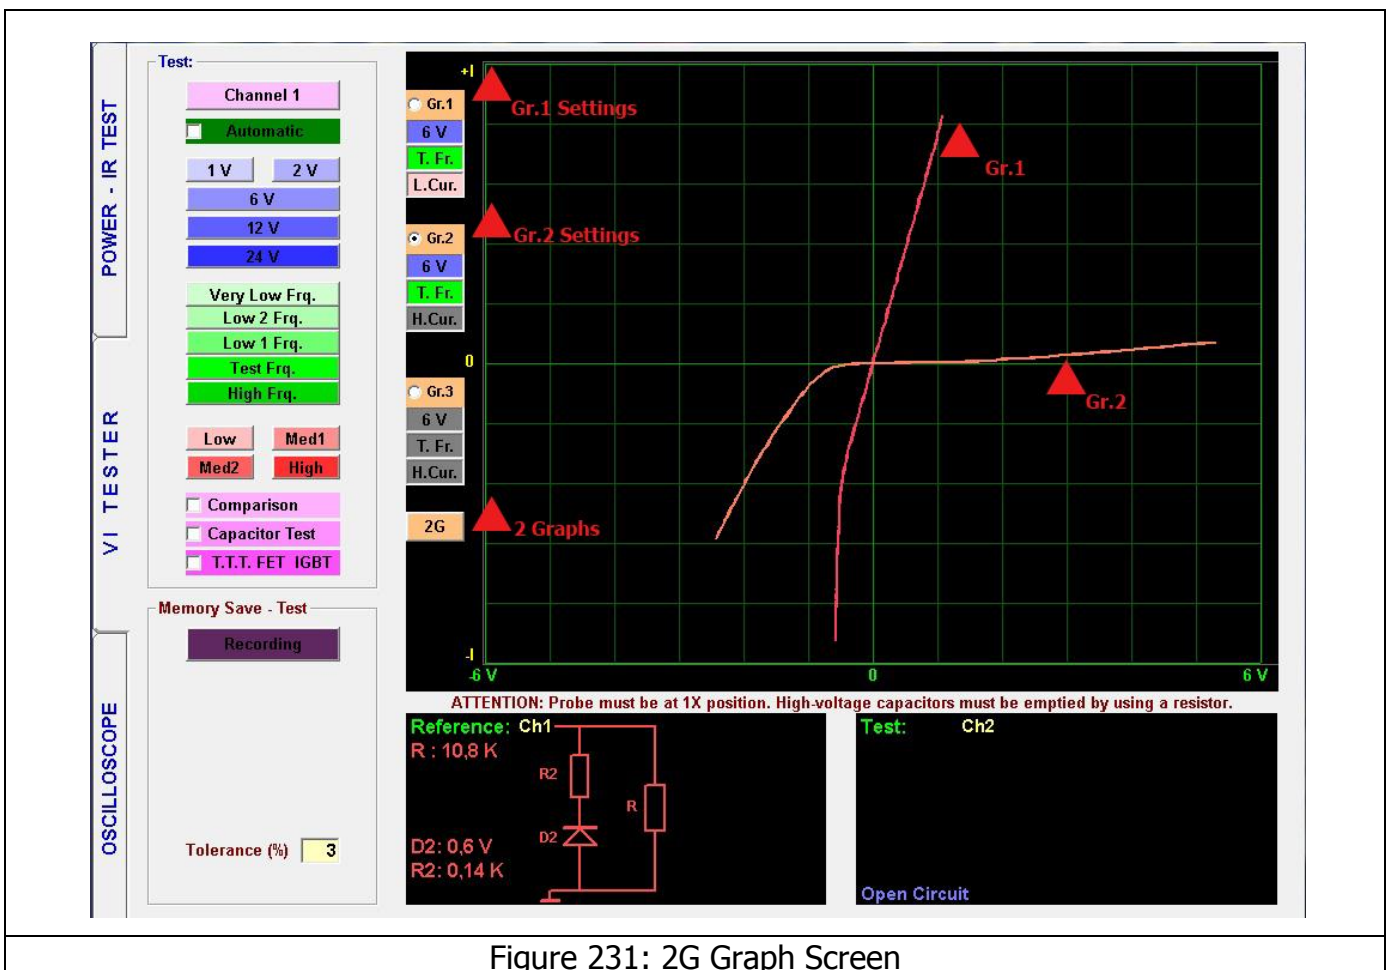 POWER - IR TEST
VI TESTER
OSCILLOSCOPE
Test:
Channel 1
Automatic
1 V
2 V
6 V
12 V
24 V
Very Low Frq.
Low 2 Frq.
Low 1 Frq.
Test Frq.
High Frq.
Low
Med1
Med2
High
Comparison
Capacitor Test
T.T.T. FET IGBT
Memory Save - Test
Recording
Tolerance (%)
3
+I
Gr.1
6 V
T. Fr.
L.Cur.
Gr.1 Settings
Gr.1
Gr.2
6 V
T. Fr.
H.Cur.
Gr.2 Settings
0
Gr.2
Gr.3
6 V
T. Fr.
H.Cur.
2G
2 Graphs
-I
-6 V
0
6 V
ATTENTION: Probe must be at 1X position. High-voltage capacitors must be emptied by using a resistor.
Reference: Ch1
R : 10,8 K
R2
R
D2
D2: 0,6 V
R2: 0,14 K
Test: Ch2
Open Circuit
Figure 231: 2G Graph Screen